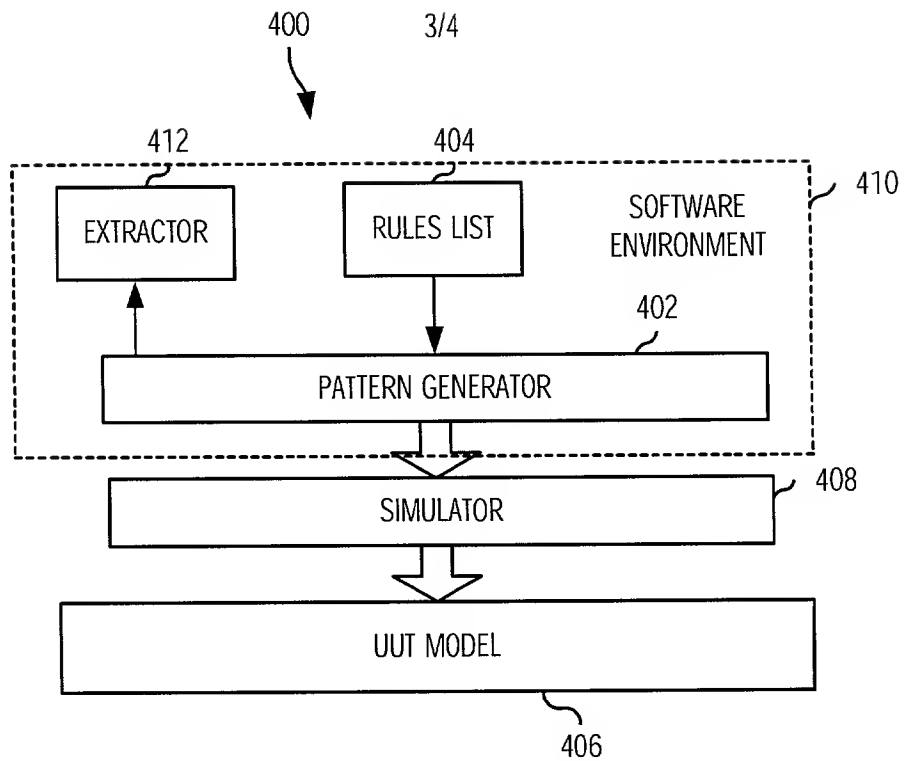 400
3/4
412
404
410
EXTRACTOR
RULES LIST
SOFTWARE
ENVIRONMENT
402
PATTERN GENERATOR
408
SIMULATOR
UUT MODEL
406